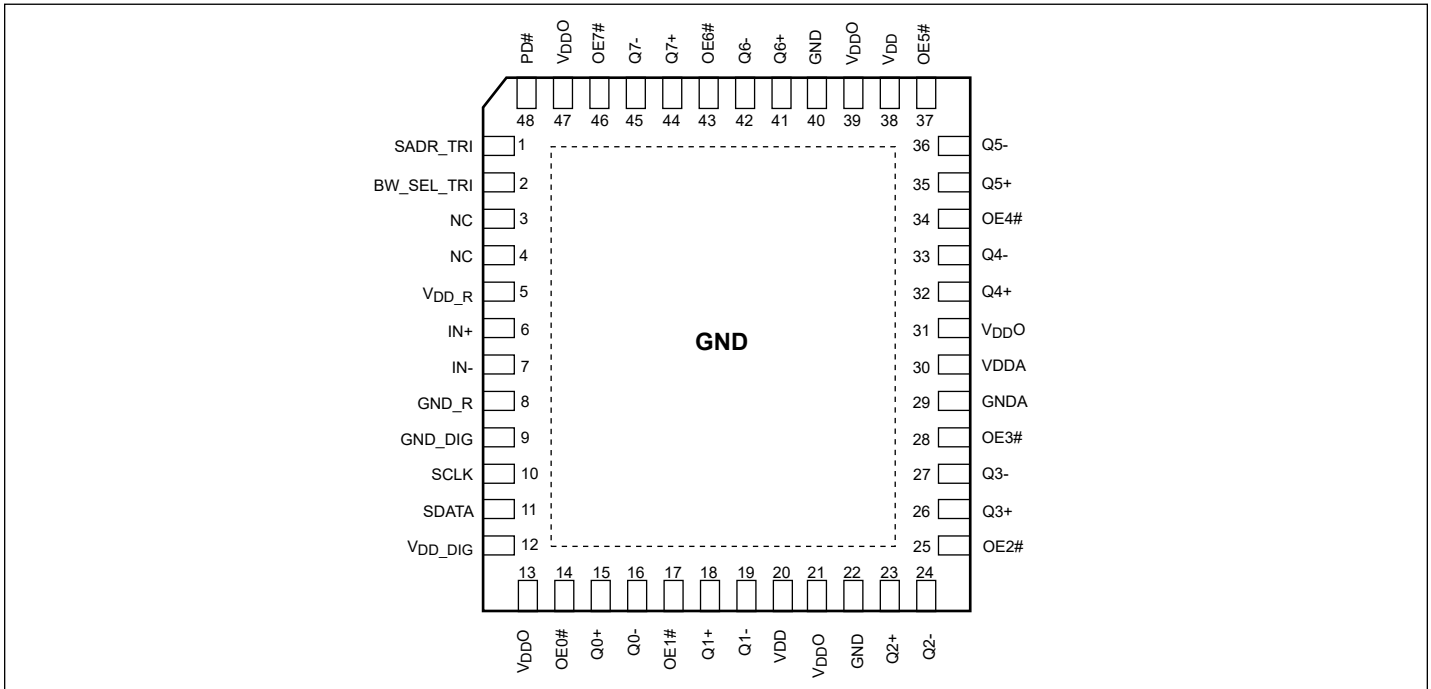 PD# VDDO OE7# Q7- Q7+ OE6# Q6- Q6+ GND VDDO VDD OE5#
48 47 46 45 44 43 42 41 40 39 38 37
SADR_TRI 1 36 Q5-
BW_SEL_TRI 2 35 Q5+
NC 3 34 OE4#
NC 4 33 Q4-
VDD_R 5 32 Q4+
IN+ 6 31 VDDO
GND
IN- 7 30 VDDA
GND_R 8 29 GNDA
GND_DIG 9 28 OE3#
SCLK 10 27 Q3-
SDATA 11 26 Q3+
VDD_DIG 12 25 OE2#
13 14 15 16 17 18 19 20 21 22 23 24
VDDO OE0# Q0+ Q0- OE1# Q1+ Q1- VDD VDDO GND Q2+ Q2-